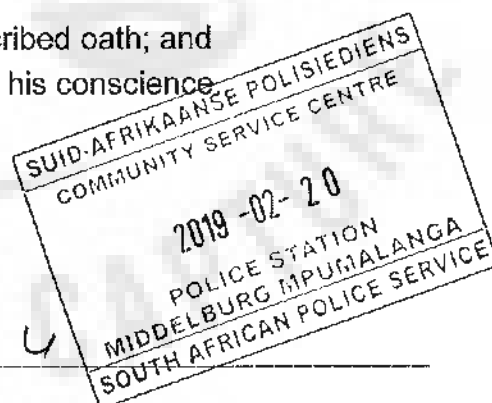 cribed oath; and
his conscience
SUID-AFRIKAANSE POLISIEDIENS
COMMUNITY SERVICE CENTRE
2019 -02- 20
POLICE STATION
MIDDELBURG MPUMALANGA
SOUTH AFRICAN POLICE SERVICE